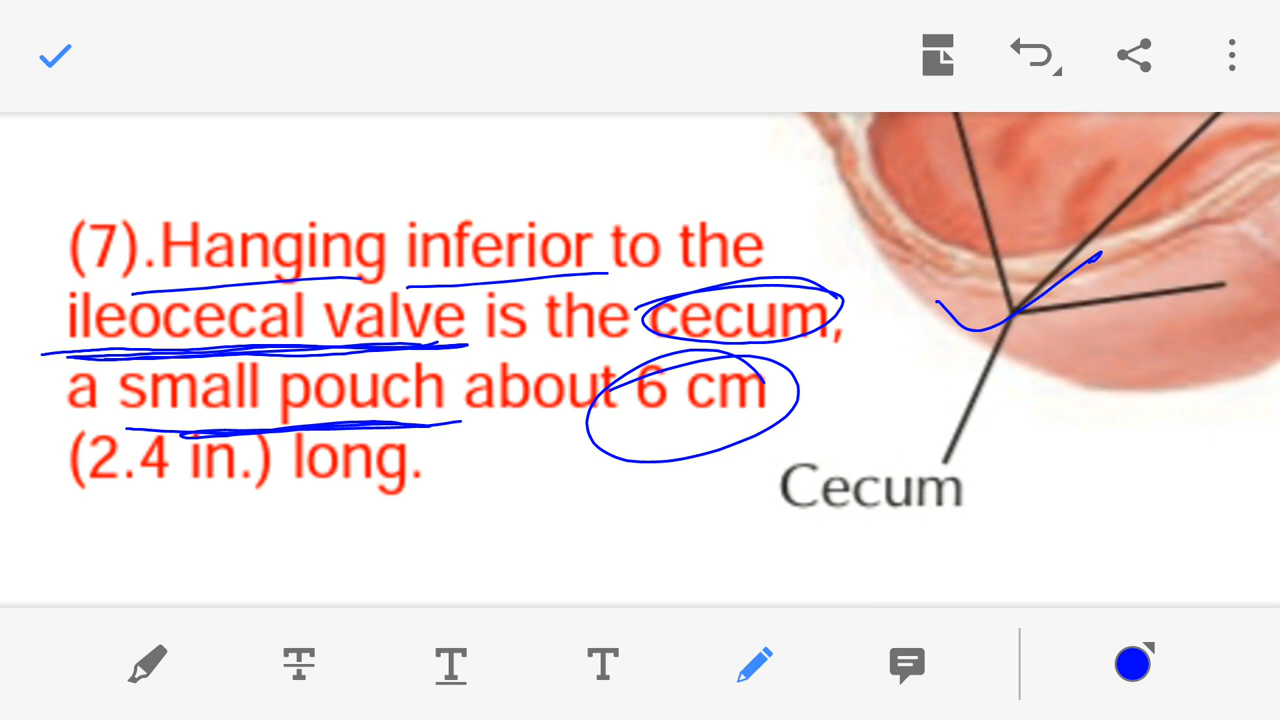 (7).Hanging inferior to the
ileocecal valve is the cecum,
a small pouch about 6 cm
(2.4 in.) long.
Cecum